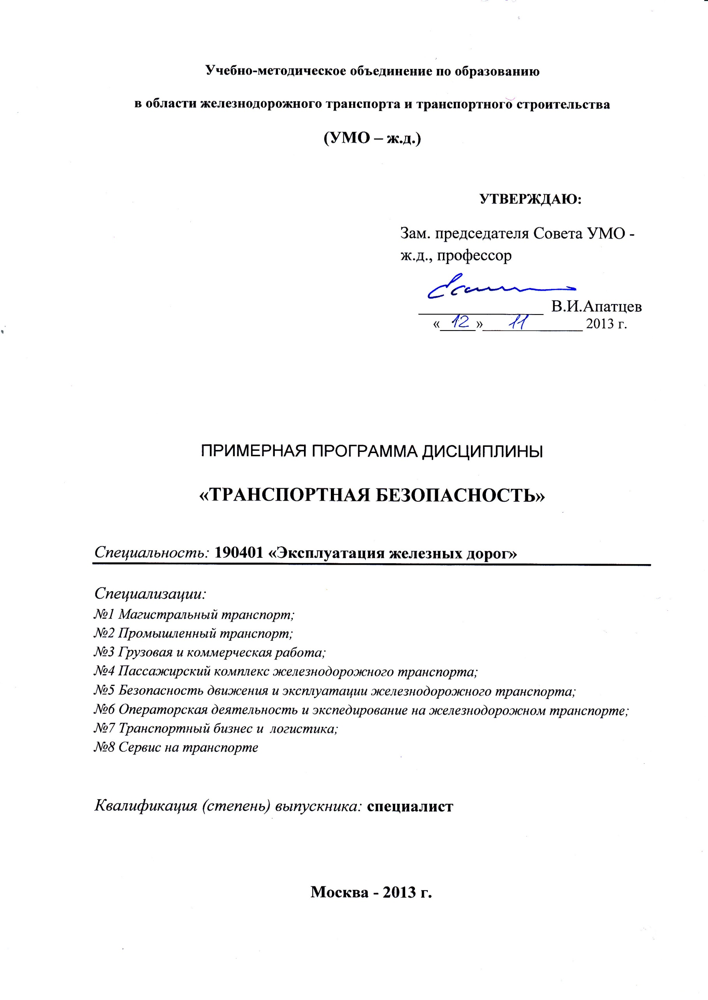 Учебно-методическое объединение по образованию
в области железнодорожного транспорта и транспортного строительства
(УМО – ж.д.)
УТВЕРЖДАЮ:
Зам. председателя Совета УМО -
ж.д., профессор
В.И.Апатцев
«12» 11 2013 г.
ПРИМЕРНАЯ ПРОГРАММА ДИСЦИПЛИНЫ
«ТРАНСПОРТНАЯ БЕЗОПАСНОСТЬ»
Специальность: 190401 «Эксплуатация железных дорог»
Специализации:
№1 Магистральный транспорт;
№2 Промышленный транспорт;
№3 Грузовая и коммерческая работа;
№4 Пассажирский комплекс железнодорожного транспорта;
№5 Безопасность движения и эксплуатации железнодорожного транспорта;
№6 Операторская деятельность и экспедирование на железнодорожном транспорте;
№7 Транспортный бизнес и логистика;
№8 Сервис на транспорте
Квалификация (степень) выпускника: специалист
Москва - 2013 г.